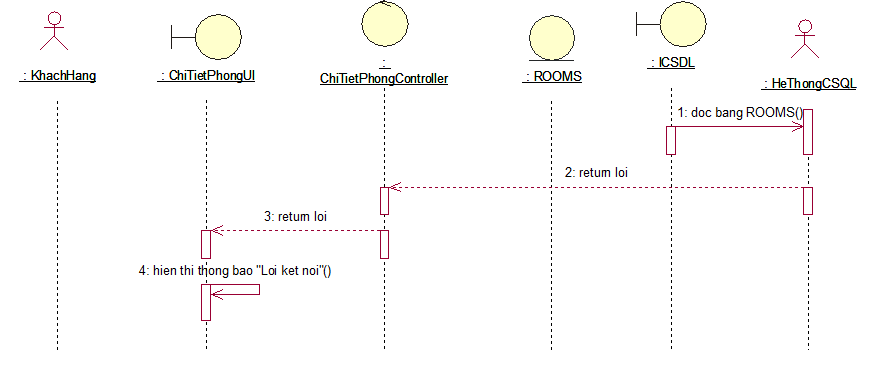 : KhachHang
: ChiTietPhongUI
:
ChiTietPhongController
: ROOMS
: ICSDL
: HeThongCSQL
1: doc bang ROOMS()
2: return loi
3: return loi
4: hien thi thong bao "Loi ket noi"()